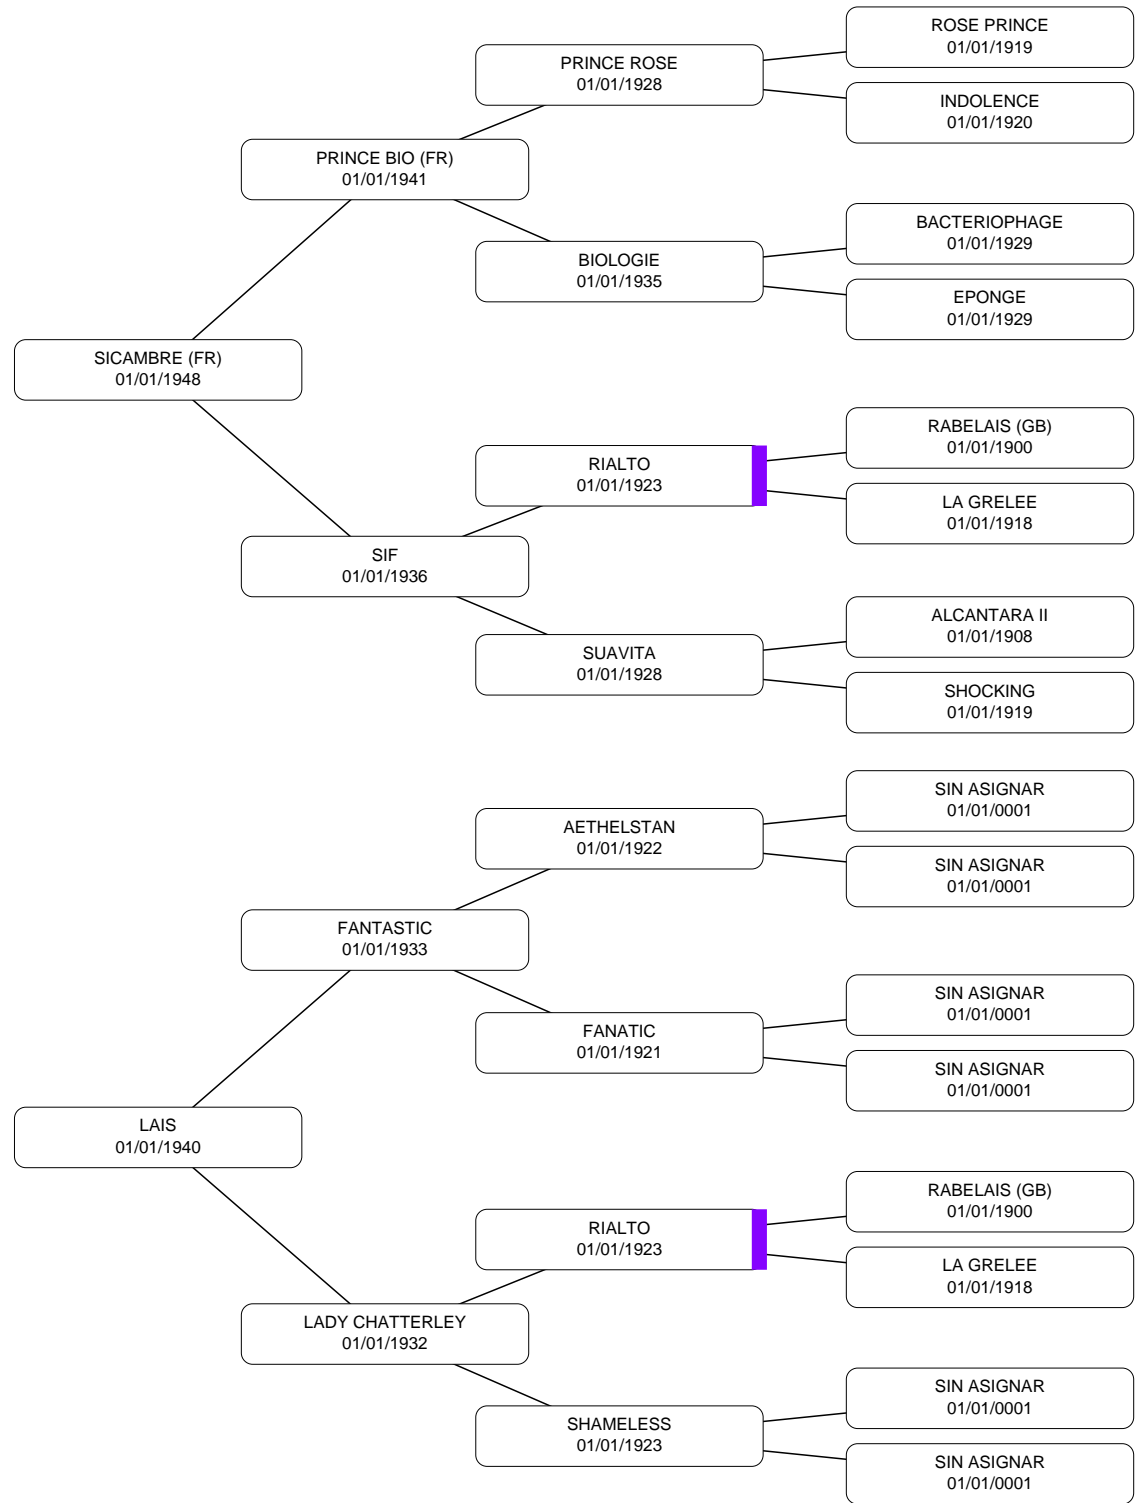 ROSE PRINCE
01/01/1919
PRINCE ROSE
01/01/1928
INDOLENCE
01/01/1920
PRINCE BIO (FR)
01/01/1941
BACTERIOPHAGE
01/01/1929
BIOLOGIE
01/01/1935
EPONGE
01/01/1929
SICAMBRE (FR)
01/01/1948
RABELAIS (GB)
01/01/1900
RIALTO
01/01/1923
LA GRELEE
01/01/1918
SIF
01/01/1936
ALCANTARA II
01/01/1908
SUAVITA
01/01/1928
SHOCKING
01/01/1919
SIN ASIGNAR
01/01/0001
AETHELSTAN
01/01/1922
SIN ASIGNAR
01/01/0001
FANTASTIC
01/01/1933
SIN ASIGNAR
01/01/0001
FANATIC
01/01/1921
SIN ASIGNAR
01/01/0001
LAIS
01/01/1940
RABELAIS (GB)
01/01/1900
RIALTO
01/01/1923
LA GRELEE
01/01/1918
LADY CHATTERLEY
01/01/1932
SIN ASIGNAR
01/01/0001
SHAMELESS
01/01/1923
SIN ASIGNAR
01/01/0001